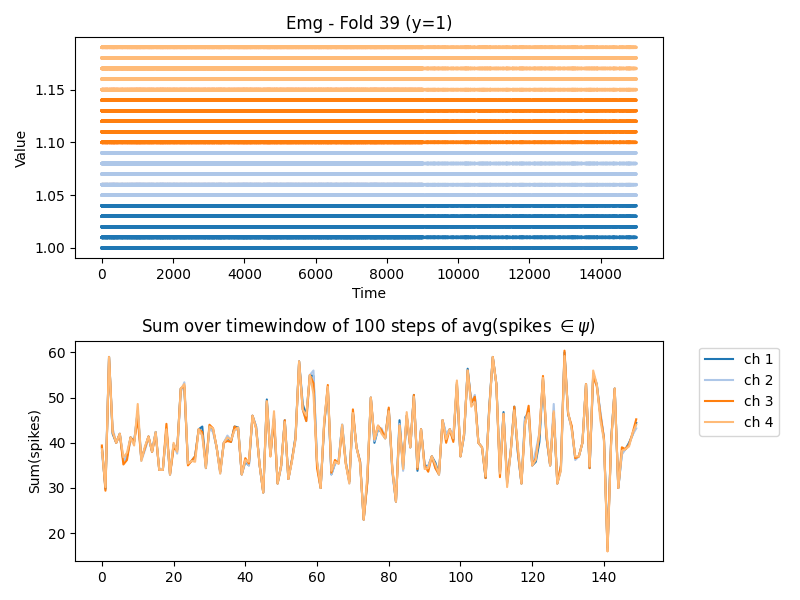 Emg - Fold 39 (y=1)
Value
1.15
1.10
1.05
1.00
0 2000 4000 6000 8000 10000 12000 14000
Time
Sum over timewindow of 100 steps of avg(spikes ∈ ψ)
Sum(spikes)
60
50
40
30
20
0 20 40 60 80 100 120 140
ch 1
ch 2
ch 3
ch 4